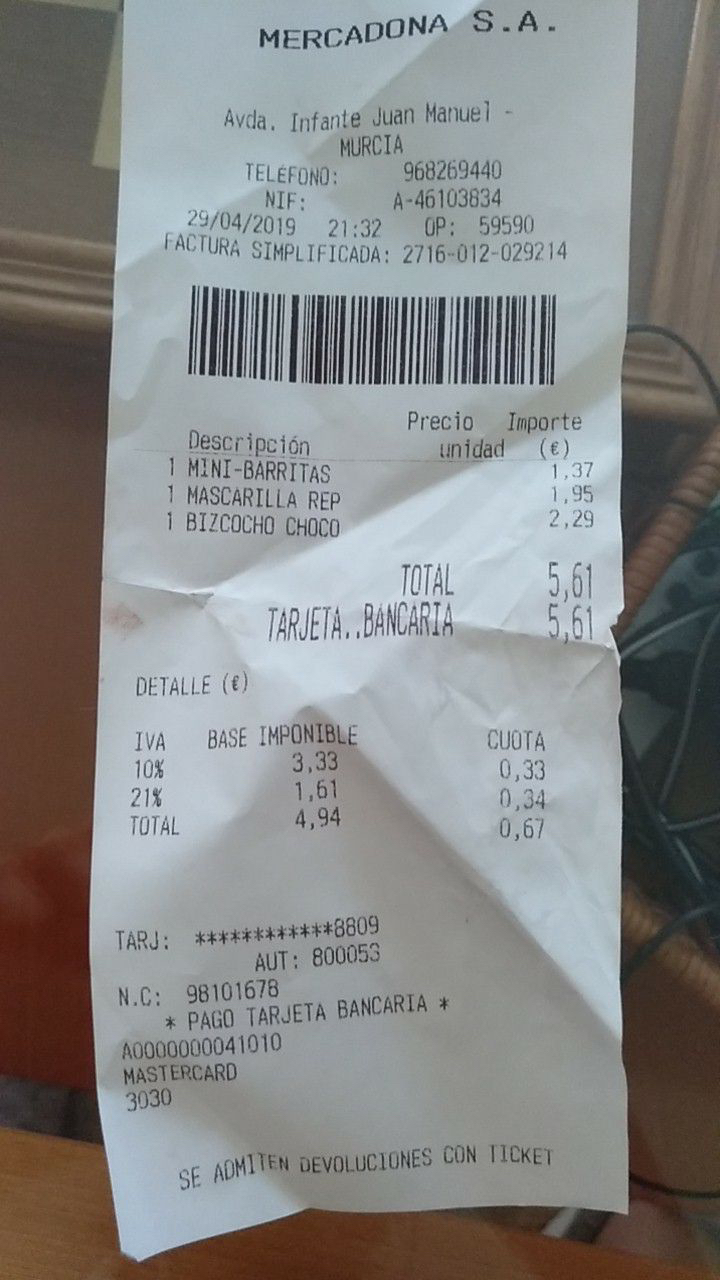 MERCADONA S.A.
Avda. Infante Juan Manuel -
MURCIA
TELÉFONO: 968269440
NIF: A-46103834
29/04/2019 21:32 OP: 59590
FACTURA SIMPLIFICADA: 2716-012-029214
Precio Importe
Descripción unidad (€)
1 MINI-BARRITAS 1,37
1 MASCARILLA REP 1,95
1 BIZCOCHO CHOCO 2,29
TOTAL 5,61
TARJETA..BANCARIA 5,61
DETALLE (€)
IVA BASE IMPONIBLE CUOTA
10% 3,33 0,33
21% 1,61 0,34
TOTAL 4,94 0,67
TARJ: ************8809
AUT: 800053
N.C: 98101678
* PAGO TARJETA BANCARIA *
A0000000041010
MASTERCARD
3030
SE ADMITEN DEVOLUCIONES CON TICKET